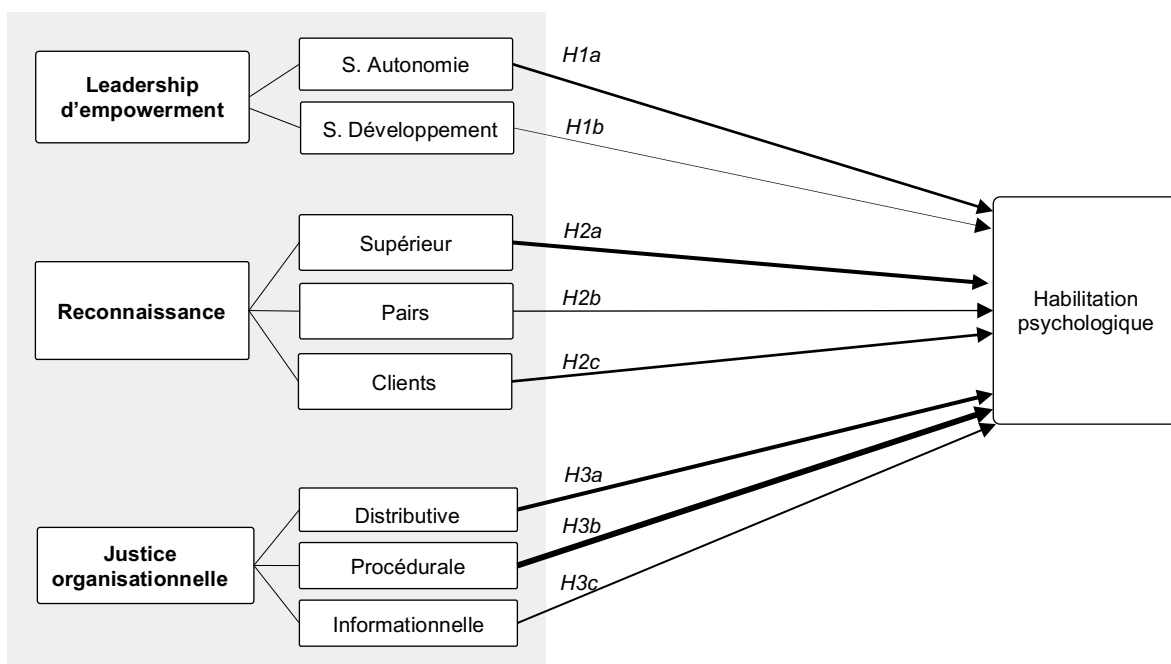 Leadership
d'empowerment
S. Autonomie
S. Développement
H1a
H1b
Reconnaissance
Supérieur
Pairs
Clients
H2a
H2b
H2c
Justice
organisationnelle
Distributive
Procédurale
Informationnelle
H3a
H3b
H3c
Habilitation
psychologique